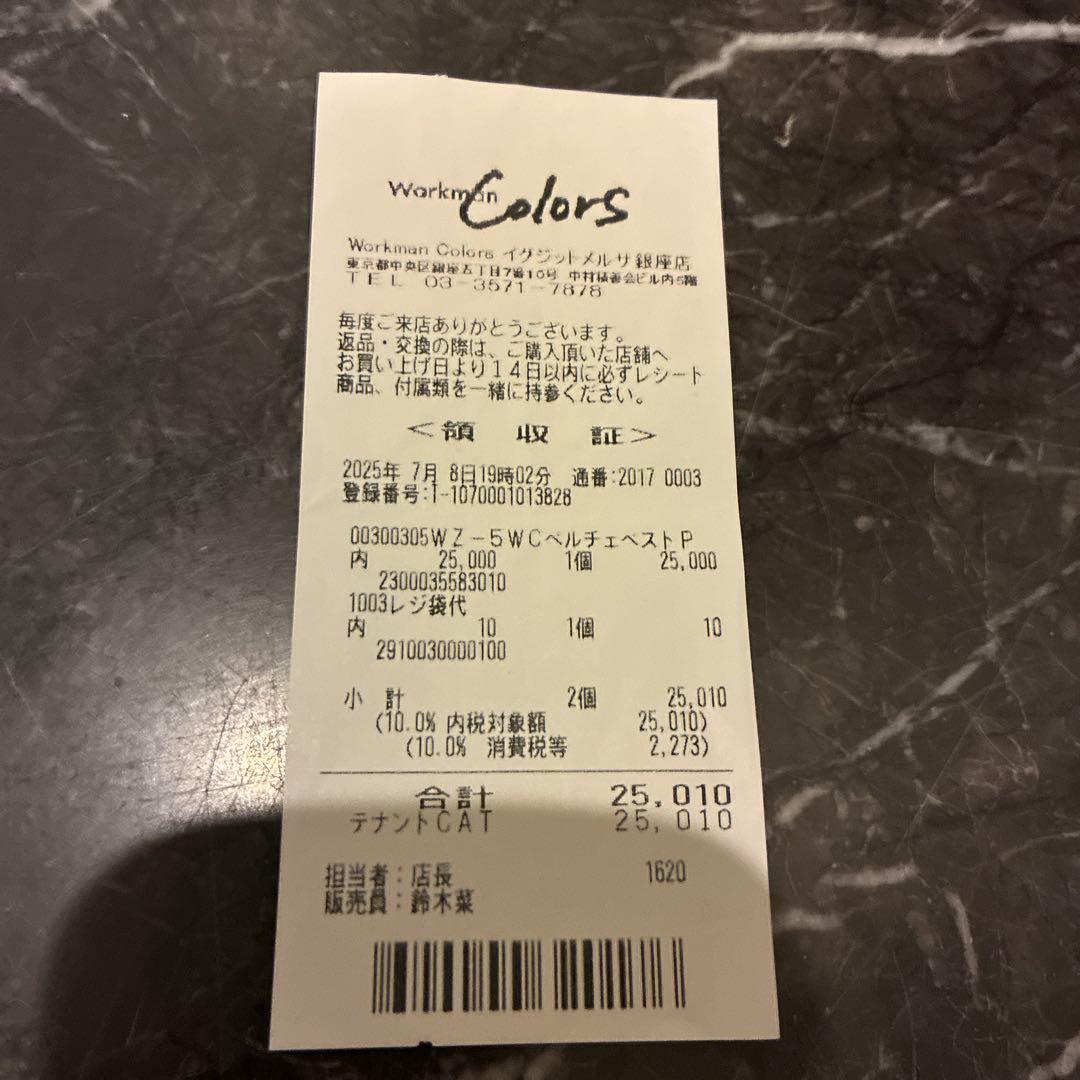 Workman Colors
Workman Colors イグジットメルサ銀座店
東京都中央区銀座五丁目7番10号 中村積善会ビル内5階
TEL 03-3571-7878
毎度ご来店ありがとうございます。
返品・交換の際は、ご購入頂いた店舗へ
お買い上げ日より14日以内に必ずレシート
商品、付属類を一緒に持参ください。
<領 収 証>
2025年 7月 8日19時02分 通番:2017 0003
登録番号:T-1070001013828
00300305WZ-5WCペルチェベストP
内 25,000 1個 25,000
2300035583010
1003レジ袋代
内 10 1個 10
2910030000100
小 計 2個 25,010
(10.0% 内税対象額 25,010)
(10.0% 消費税等 2,273)
合計 25,010
テナントCAT 25,010
担当者:店長 1620
販売員:鈴木菜